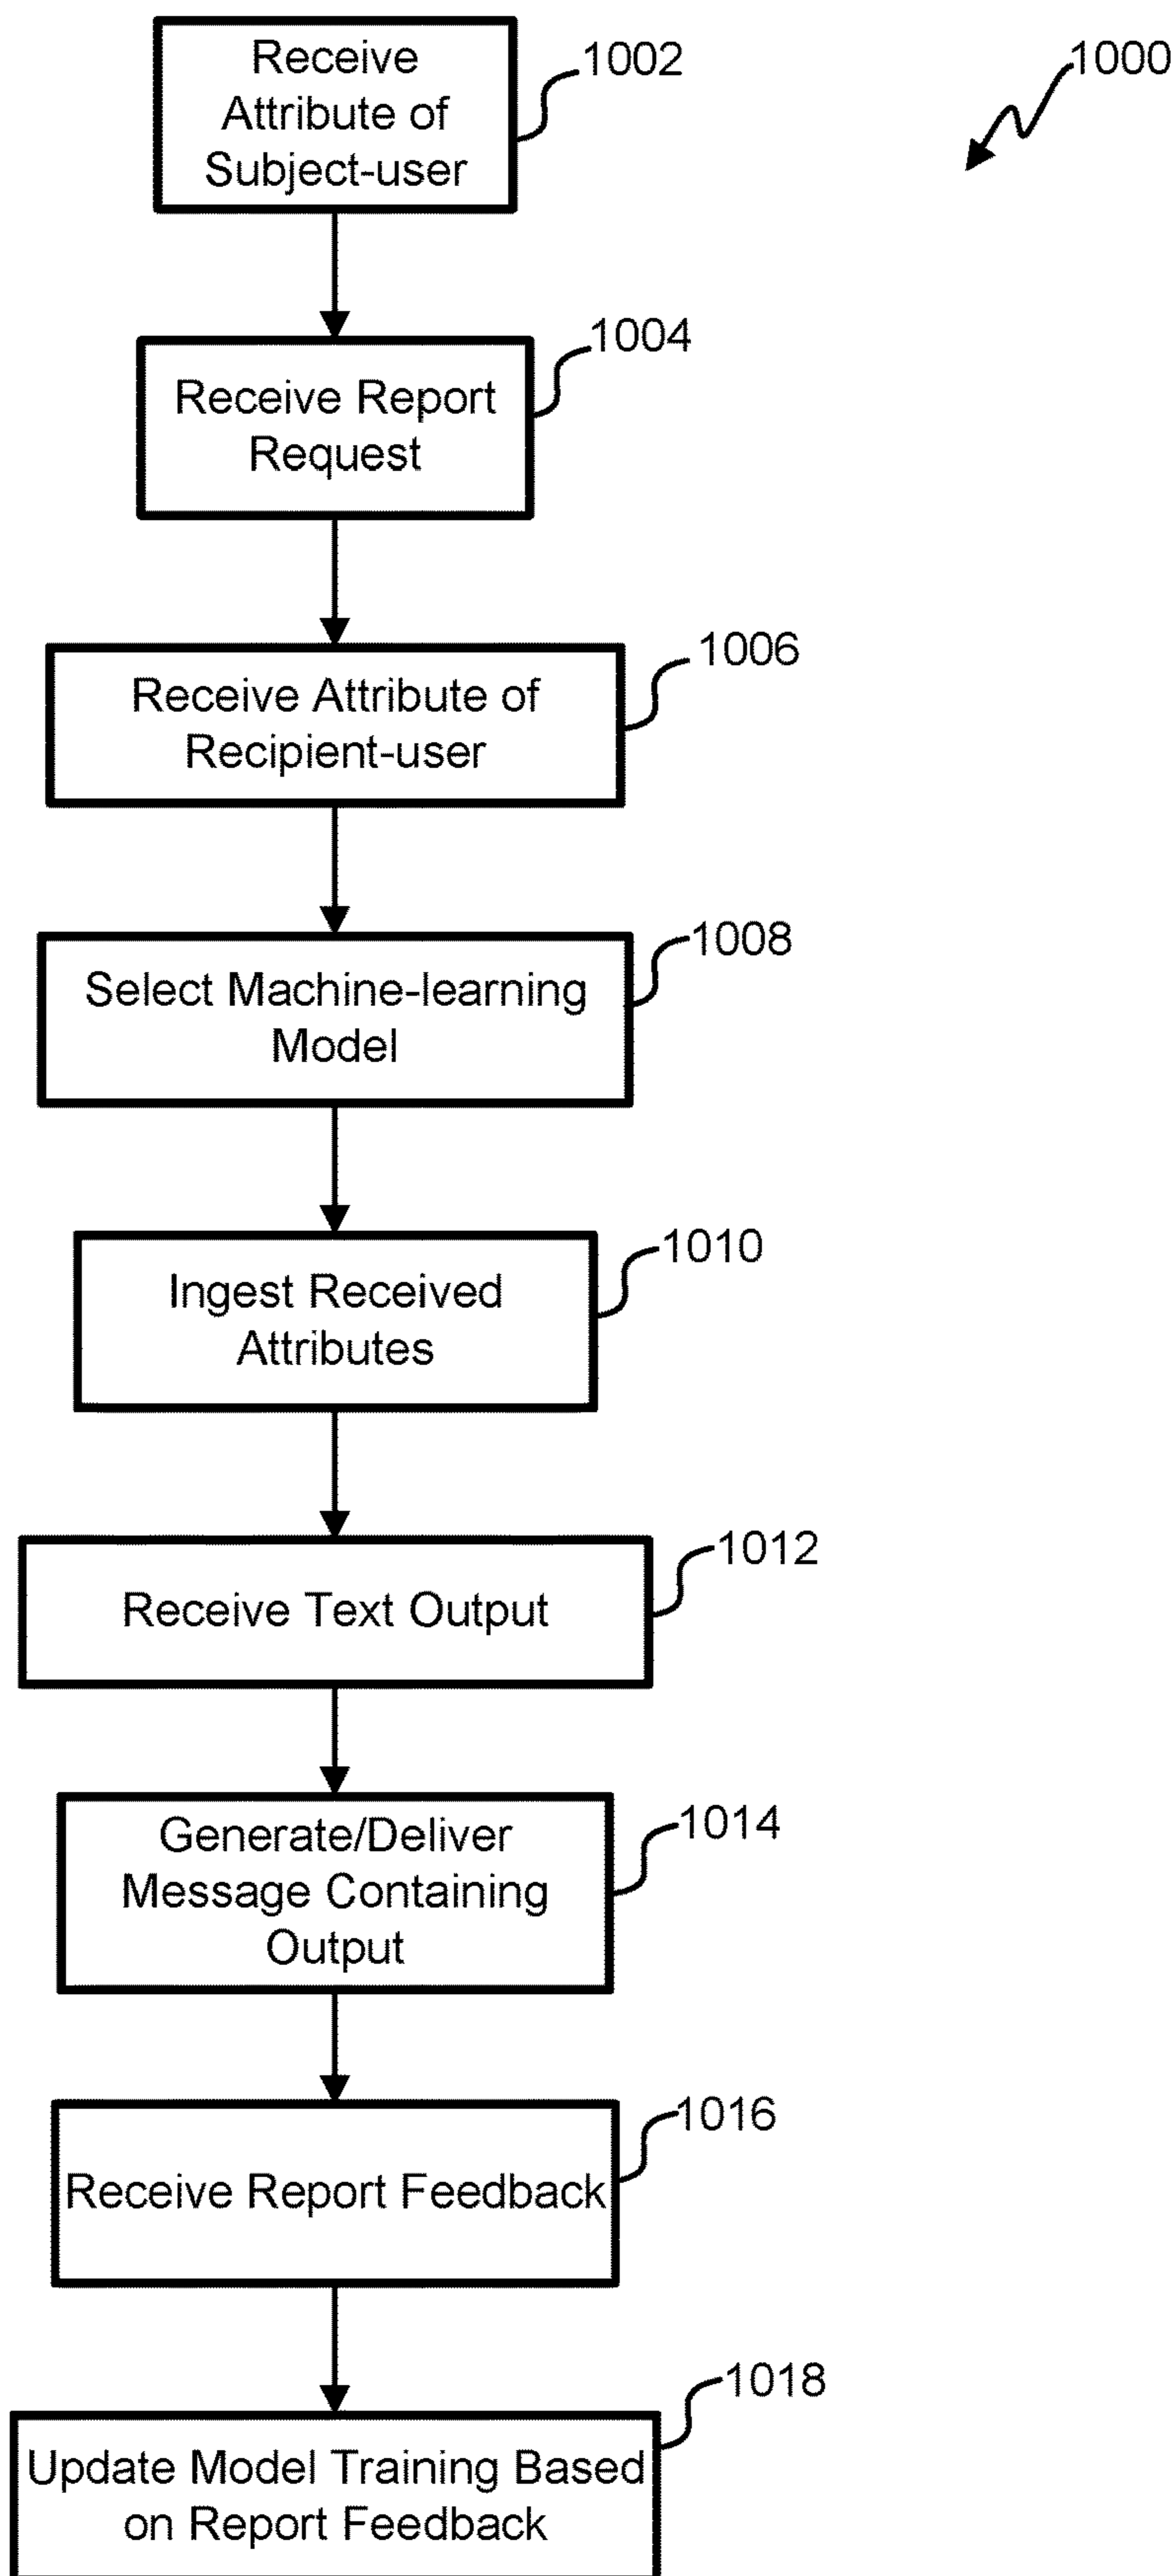 Receive
Attribute of
Subject-user
1002
1000
Receive Report
Request
1004
Receive Attribute of
Recipient-user
1006
Select Machine-learning
Model
1008
Ingest Received
Attributes
1010
Receive Text Output
1012
Generate/Deliver
Message Containing
Output
1014
Receive Report Feedback
1016
Update Model Training Based
on Report Feedback
1018